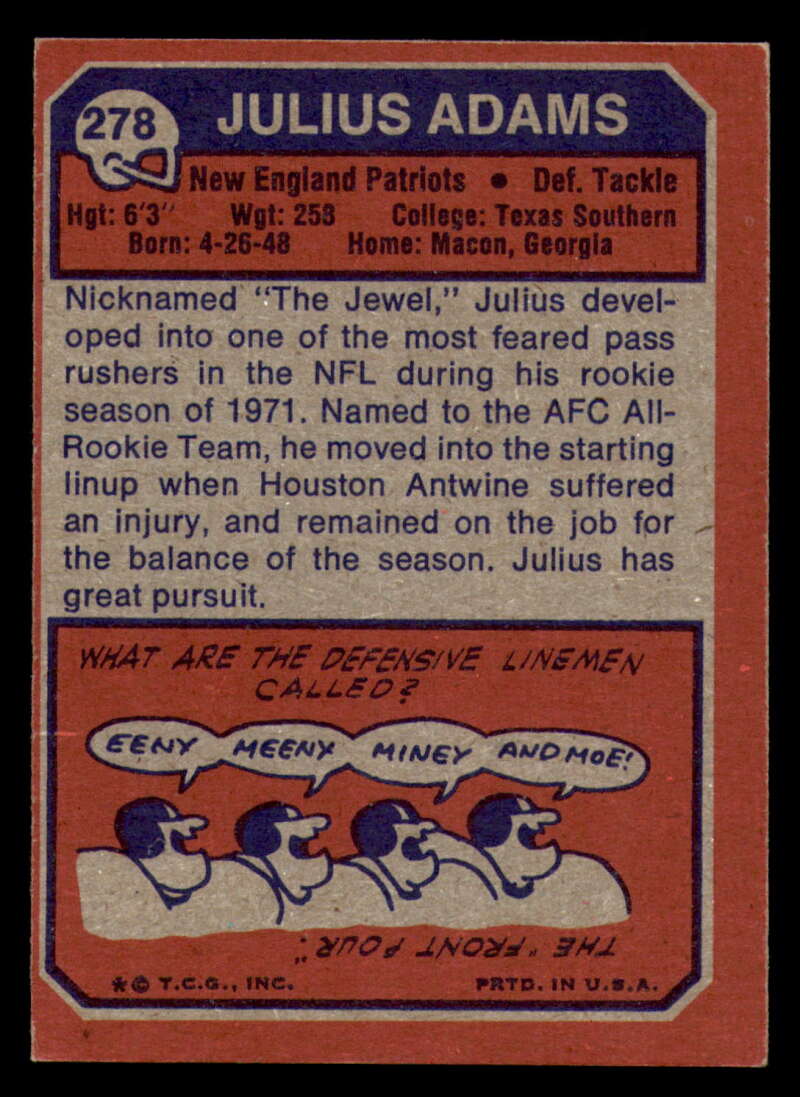 278 JULIUS ADAMS
New England Patriots • Def. Tackle
Hgt: 6'3" Wgt: 253 College: Texas Southern
Born: 4-26-48 Home: Macon, Georgia
Nicknamed "The Jewel," Julius devel-
oped into one of the most feared pass
rushers in the NFL during his rookie
season of 1971. Named to the AFC All-
Rookie Team, he moved into the starting
linup when Houston Antwine suffered
an injury, and remained on the job for
the balance of the season. Julius has
great pursuit.
WHAT ARE THE DEFENSIVE LINEMEN
CALLED?
EENY MEENY MINEY AND MOE!
THE "FRONT FOUR".
*© T.C.G., INC. PRTD. IN U.S.A.